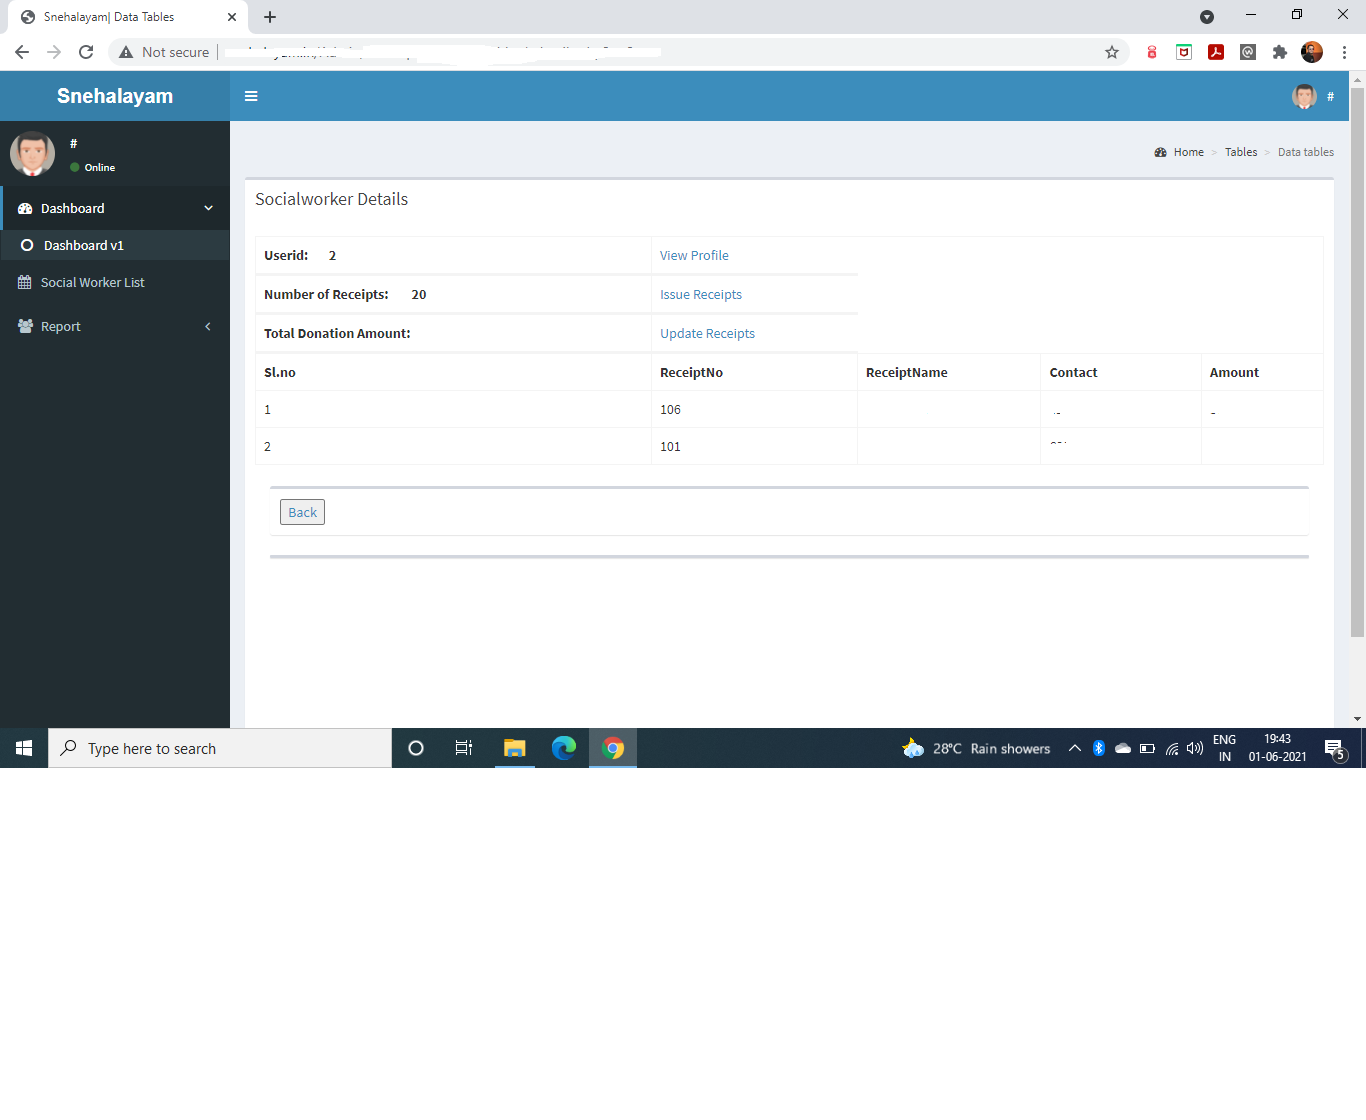 Snehalayam| Data Tables
Not secure
Snehalayam
#
#
Online
Home > Tables > Data tables
Dashboard
Dashboard v1
Social Worker List
Report
Socialworker Details
Userid: 2 View Profile
Number of Receipts: 20 Issue Receipts
Total Donation Amount: Update Receipts
Sl.no ReceiptNo ReceiptName Contact Amount
1 106
2 101
Back
Type here to search
28°C Rain showers
ENG
IN
19:43
01-06-2021
5